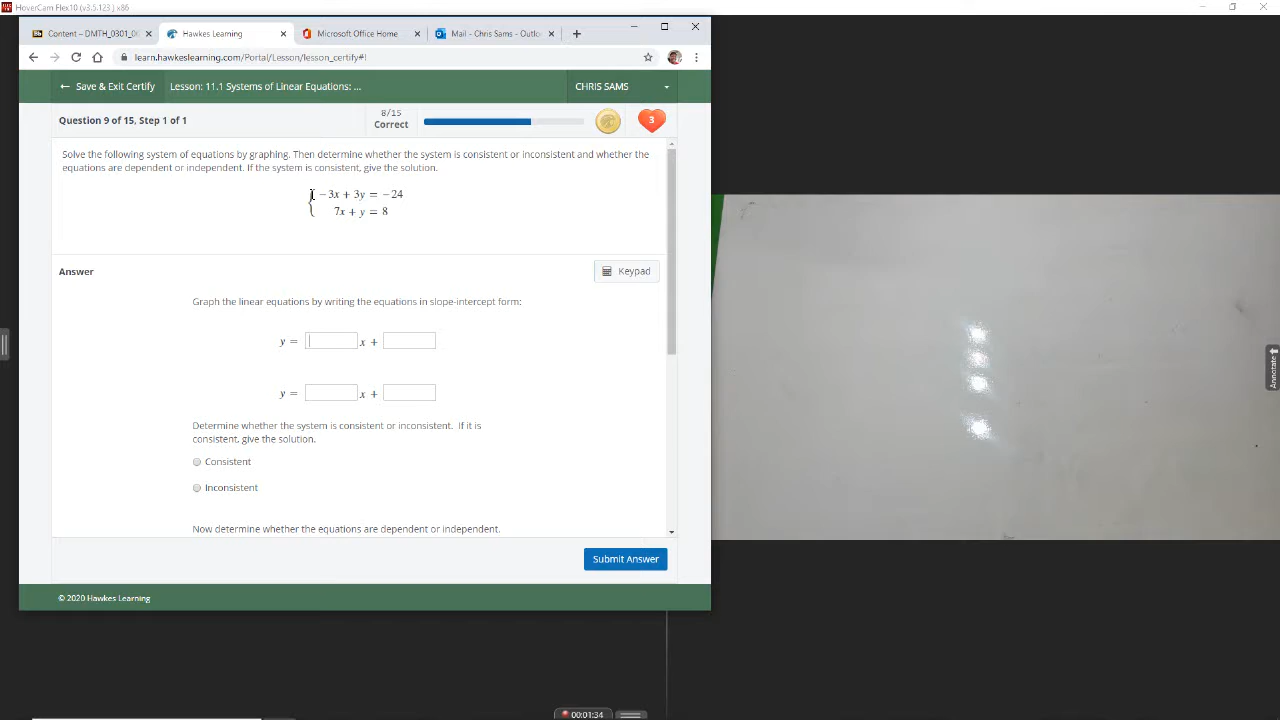 HoverCam Flex10 (v3.5.123 ) x86
Content – DMTH_0301_0
Hawkes Learning
Microsoft Office Home
Mail - Chris Sams - Outlo
learn.hawkeslearning.com/Portal/Lesson/lesson_certify#!
← Save & Exit Certify
Lesson: 11.1 Systems of Linear Equations: ...
CHRIS SAMS
Question 9 of 15, Step 1 of 1
8/15
Correct
3
Solve the following system of equations by graphing. Then determine whether the system is consistent or inconsistent and whether the
equations are dependent or independent. If the system is consistent, give the solution.
−3x + 3y = −24
7x + y = 8
Answer
Keypad
Graph the linear equations by writing the equations in slope-intercept form:
y = x +
y = x +
Determine whether the system is consistent or inconsistent. If it is
consistent, give the solution.
Consistent
Inconsistent
Now determine whether the equations are dependent or independent.
Submit Answer
© 2020 Hawkes Learning
Annotate
00:01:34